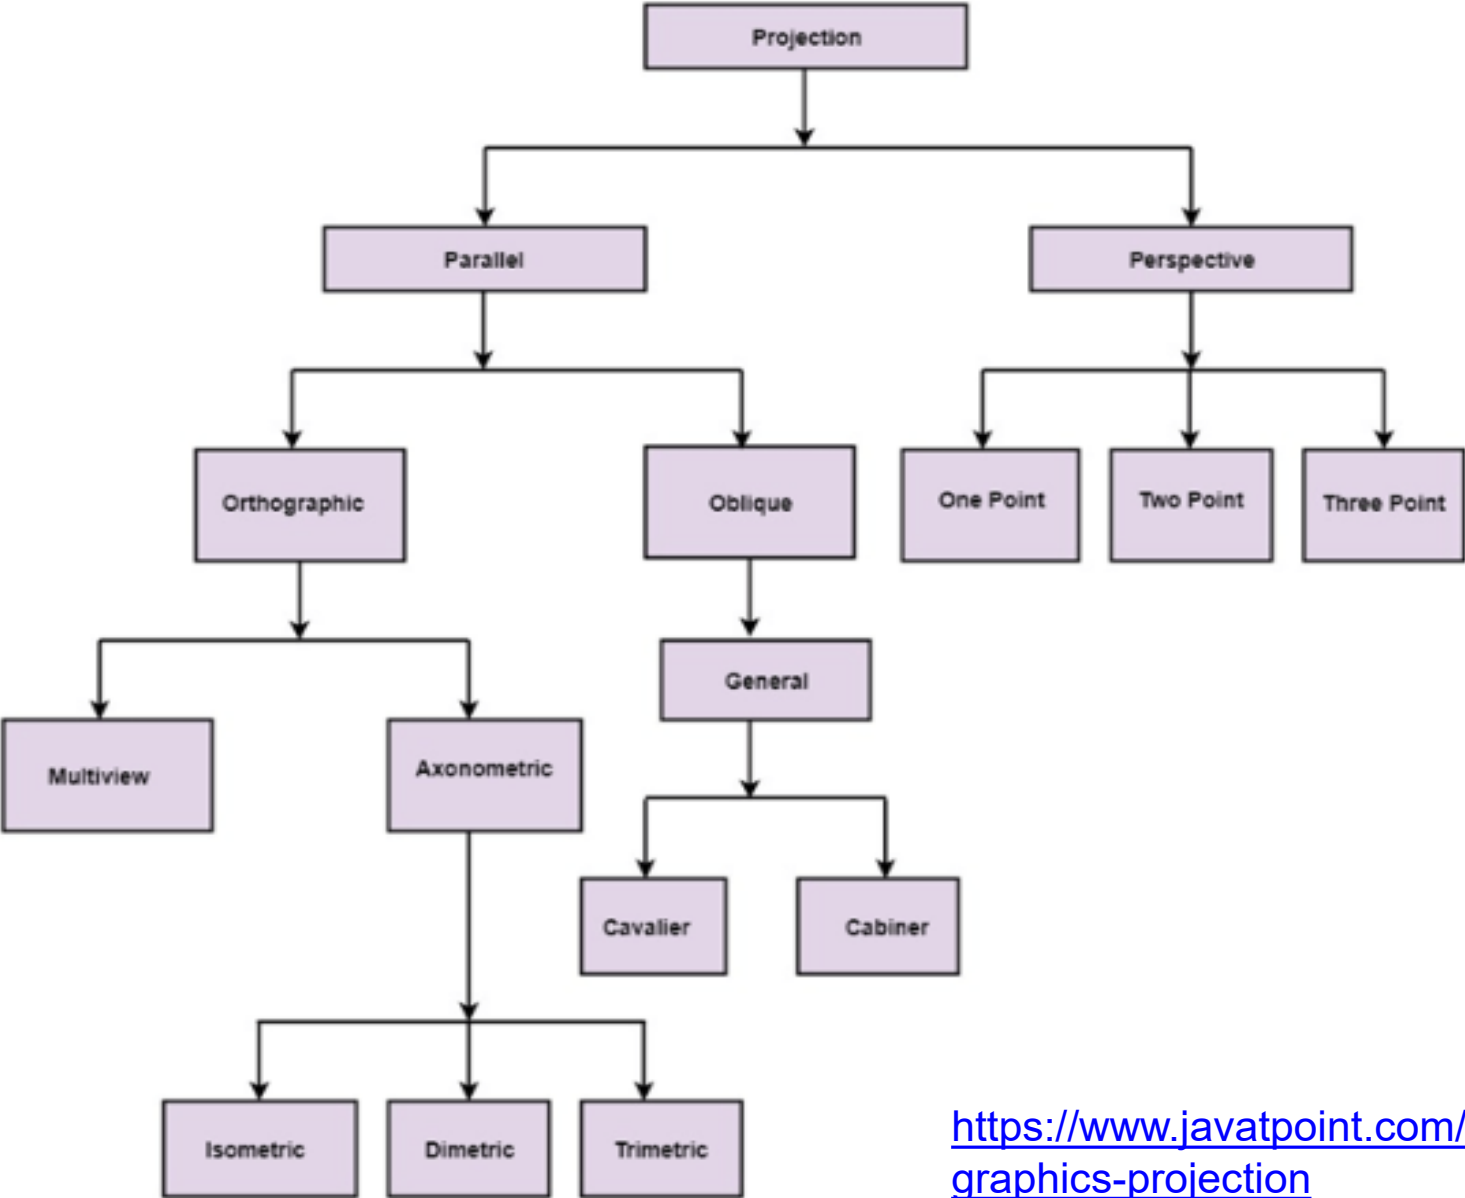 Projection
Parallel
Perspective
Orthographic
Oblique
One Point
Two Point
Three Point
General
Multiview
Axonometric
Cavalier
Cabiner
Isometric
Dimetric
Trimetric
https://www.javatpoint.com/
graphics-projection